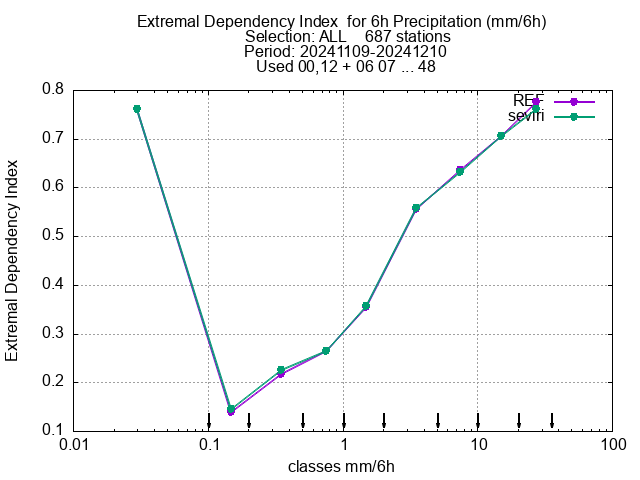 Extremal Dependency Index  for 6h Precipitation (mm/6h)
Selection: ALL    687 stations
Period: 20241109-20241210
Used 00,12 + 06 07 ... 48
REF
seviri
0.8
0.7
0.6
0.5
0.4
0.3
0.2
0.1
Extremal Dependency Index
0.01 0.1 1 10 100
classes mm/6h